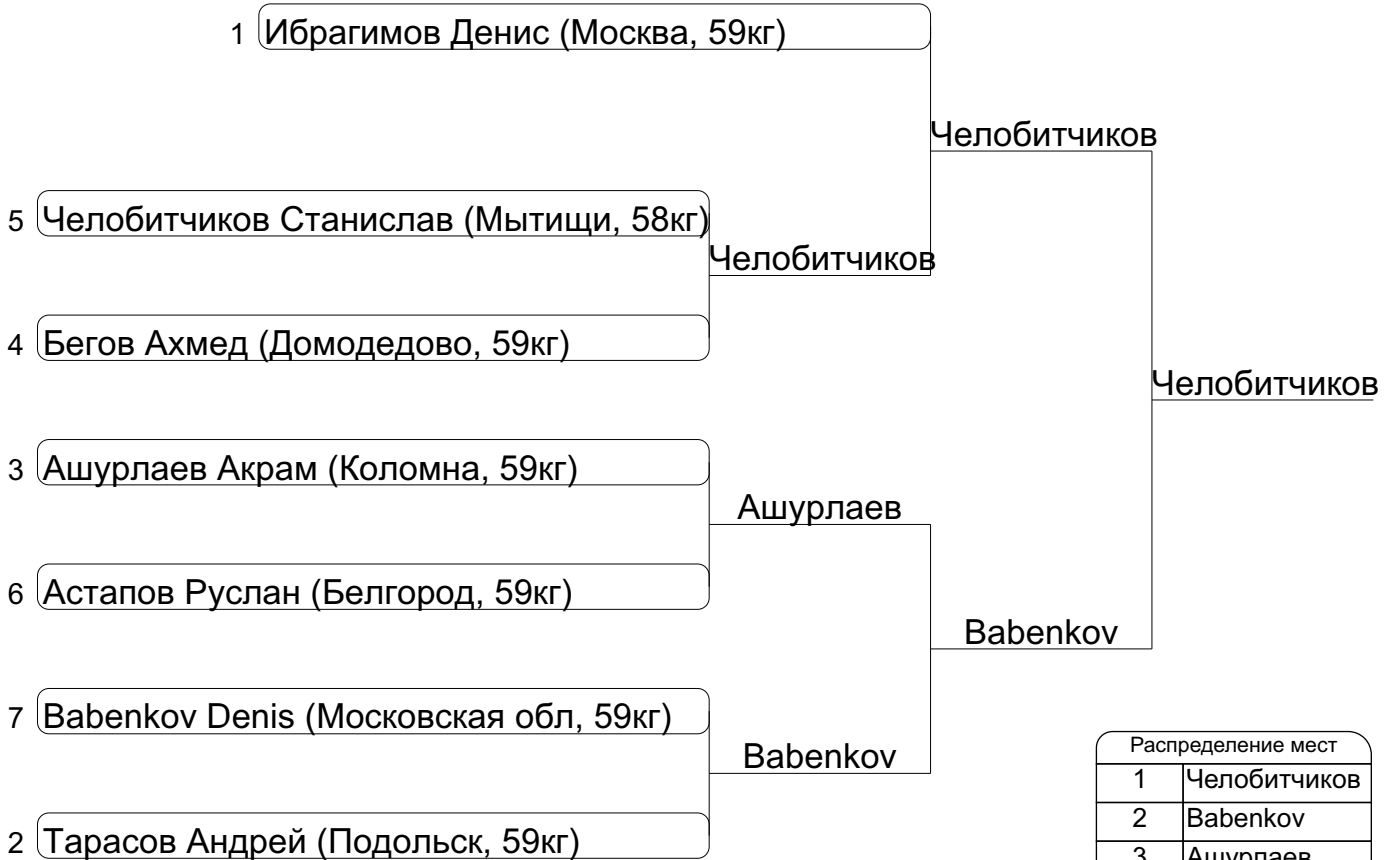 1 Ибрагимов Денис (Москва, 59кг)
Челобитчиков
5 Челобитчиков Станислав (Мытищи, 58кг)
Челобитчиков
4 Бегов Ахмед (Домодедово, 59кг)
Челобитчиков
3 Ашурлаев Акрам (Коломна, 59кг)
Ашурлаев
6 Астапов Руслан (Белгород, 59кг)
Babenkov
7 Babenkov Denis (Московская обл, 59кг)
Babenkov
2 Тарасов Андрей (Подольск, 59кг)
Распределение мест
1 Челобитчиков
2 Babenkov
3 Ашурлаев